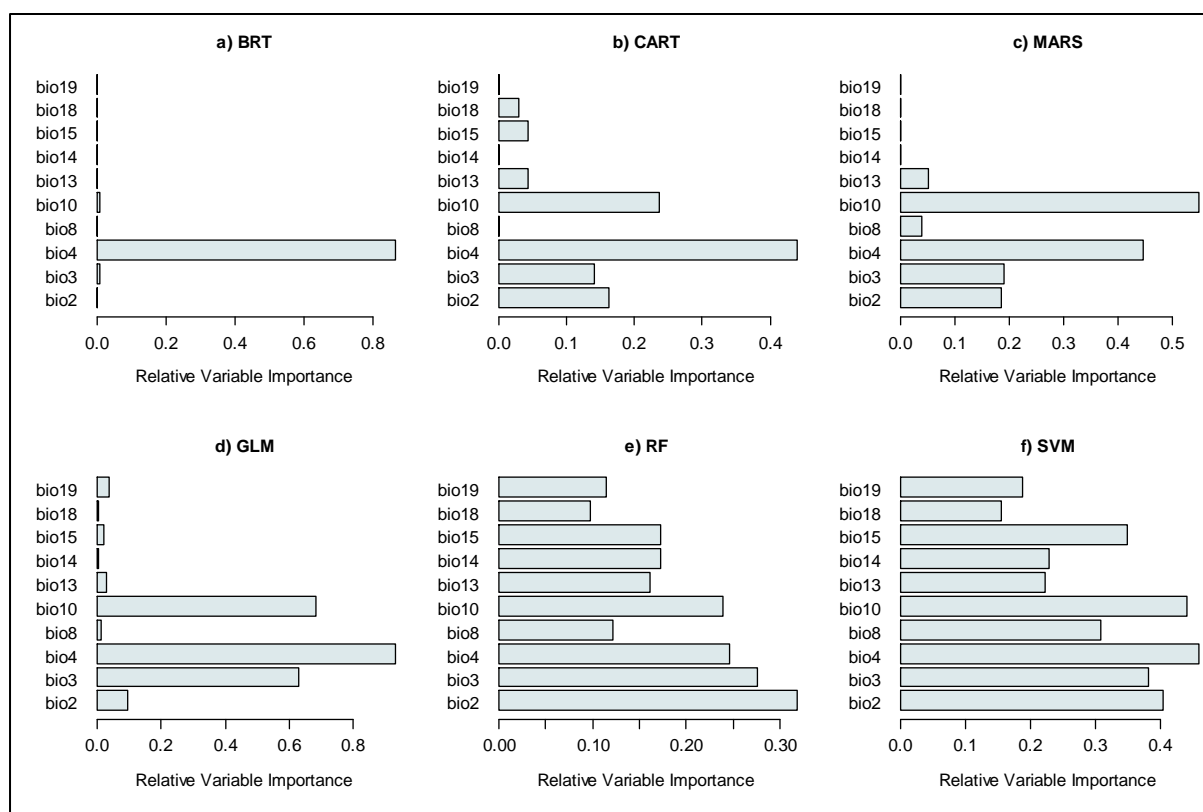 a) BRT
bio19
bio18
bio15
bio14
bio13
bio10
bio8
bio4
bio3
bio2
0.0 0.2 0.4 0.6 0.8
Relative Variable Importance
b) CART
bio19
bio18
bio15
bio14
bio13
bio10
bio8
bio4
bio3
bio2
0.0 0.1 0.2 0.3 0.4
Relative Variable Importance
c) MARS
bio19
bio18
bio15
bio14
bio13
bio10
bio8
bio4
bio3
bio2
0.0 0.1 0.2 0.3 0.4 0.5
Relative Variable Importance
d) GLM
bio19
bio18
bio15
bio14
bio13
bio10
bio8
bio4
bio3
bio2
0.0 0.2 0.4 0.6 0.8
Relative Variable Importance
e) RF
bio19
bio18
bio15
bio14
bio13
bio10
bio8
bio4
bio3
bio2
0.00 0.10 0.20 0.30
Relative Variable Importance
f) SVM
bio19
bio18
bio15
bio14
bio13
bio10
bio8
bio4
bio3
bio2
0.0 0.1 0.2 0.3 0.4
Relative Variable Importance